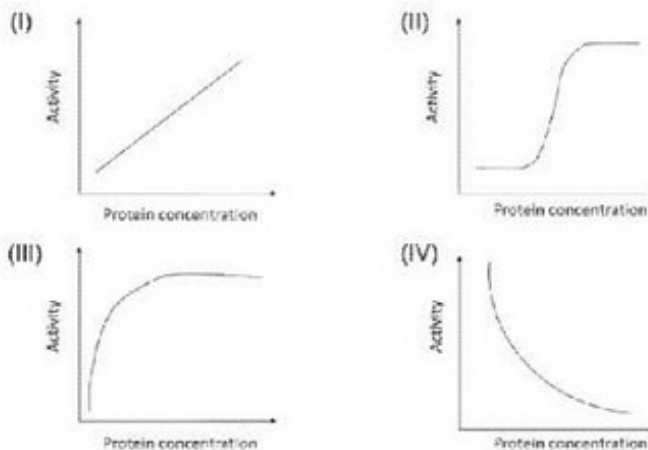 (I)
Activity
Protein concentration
(II)
Activity
Protein concentration
(III)
Activity
Protein concentration
(IV)
Activity
Protein concentration